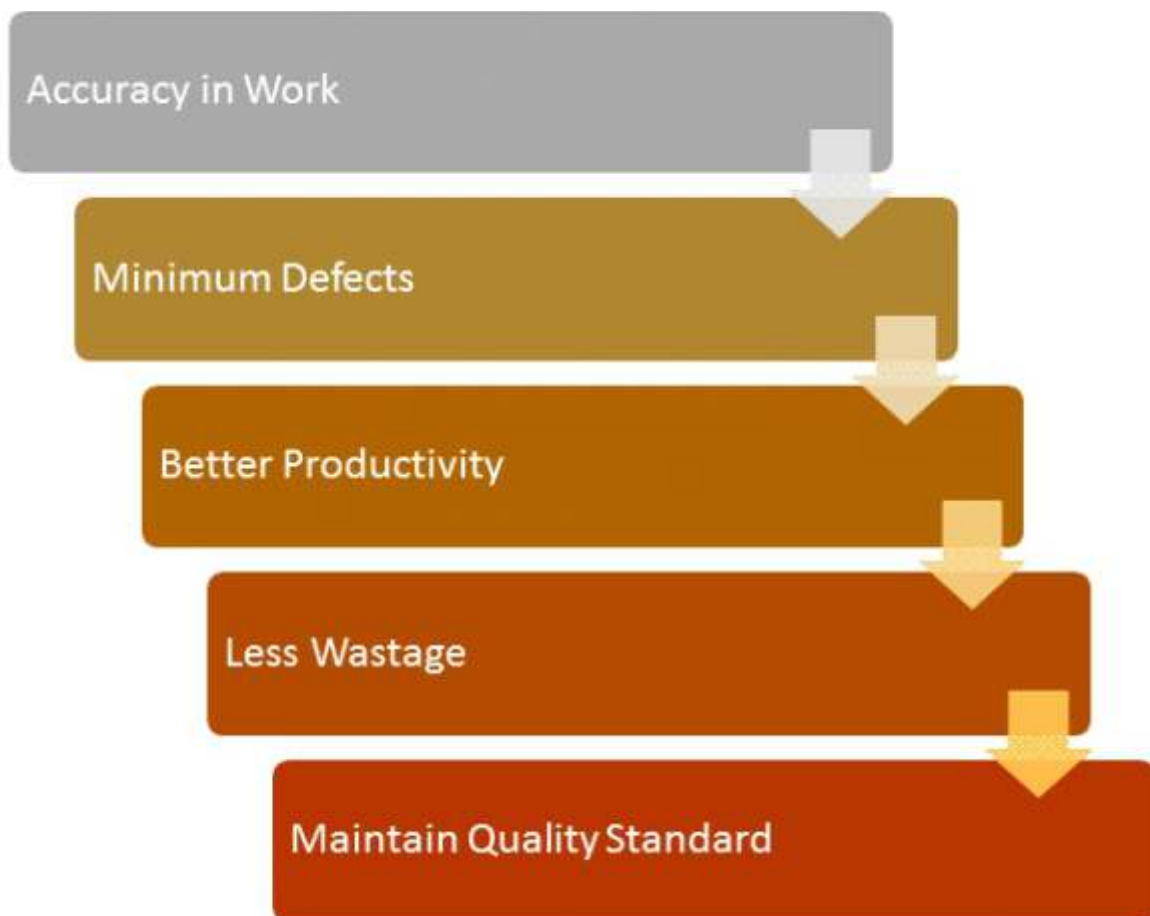 Accuracy in Work
Minimum Defects
Better Productivity
Less Wastage
Maintain Quality Standard